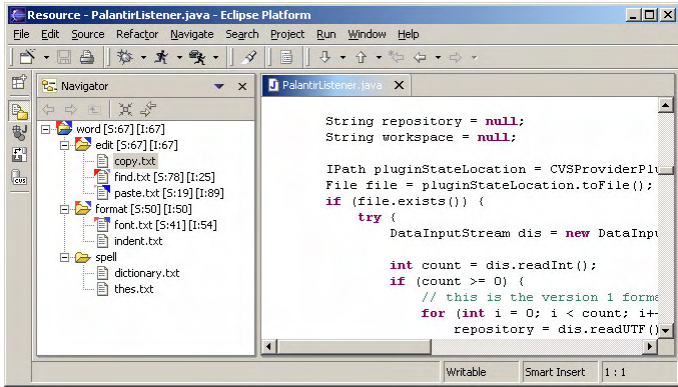 Resource - PalantirListener.java - Eclipse Platform
File Edit Source Refactor Navigate Search Project Run Window Help
Navigator
PalantirListener.java
word [S:67][I:67]
edit [S:67][I:67]
copy.txt
find.txt [S:78][I:25]
paste.txt [S:19][I:89]
format [S:50][I:50]
font.txt [S:41][I:54]
indent.txt
spell
dictionary.txt
thes.txt
String repository = null;
String workspace = null;
IPath pluginStateLocation = CVSProviderPlu
File file = pluginStateLocation.toFile();
if (file.exists()) {
try {
DataInputStream dis = new DataInpu
int count = dis.readInt();
if (count >= 0) {
// this is the version 1 forma
for (int i = 0; i < count; i+
repository = dis.readUTF()
Writable
Smart Insert
1 : 1